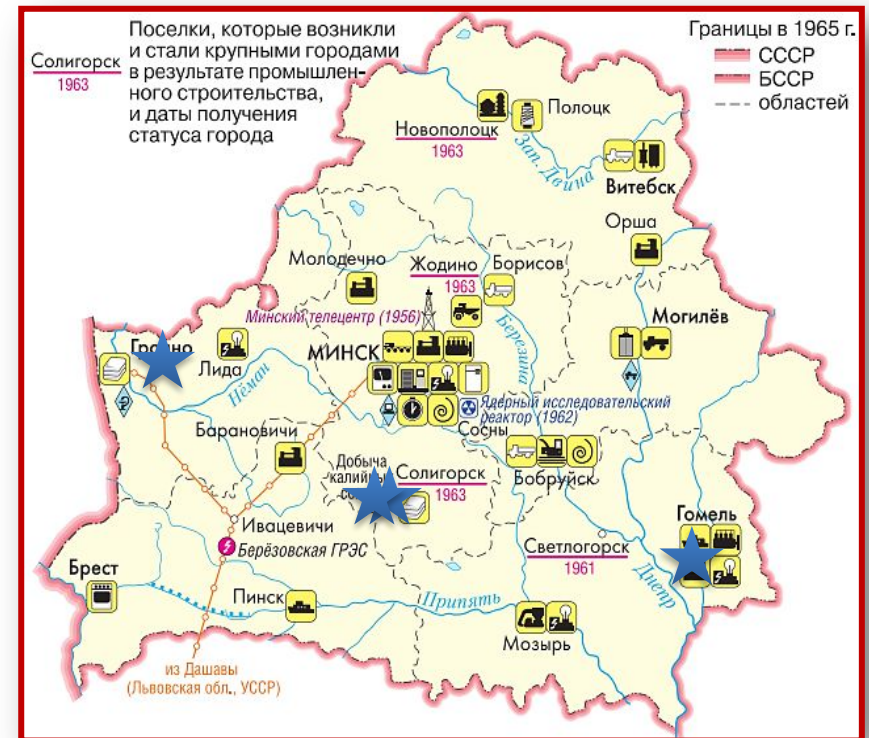 Солигорск
1963
Поселки, которые возникли
и стали крупными городами
в результате промышлен-
ного строительства,
и даты получения
статуса города
Границы в 1965 г.
СССР
БССР
областей
Новополоцк
1963
Полоцк
Зап. Двина
Витебск
Орша
Молодечно
Жодино
1963
Борисов
Минский телецентр (1956)
Березина
Могилёв
Лида
Нёман
МИНСК
Ядерный исследовательский
реактор (1962)
Сосны
Барановичи
Добыча
Солигорск
1963
Бобруйск
Гомель
Ивацевичи
Берёзовская ГРЭС
Светлогорск
1961
Днепр
Брест
Пинск
Припять
Мозырь
из Дашавы
(Львовская обл., УССР)